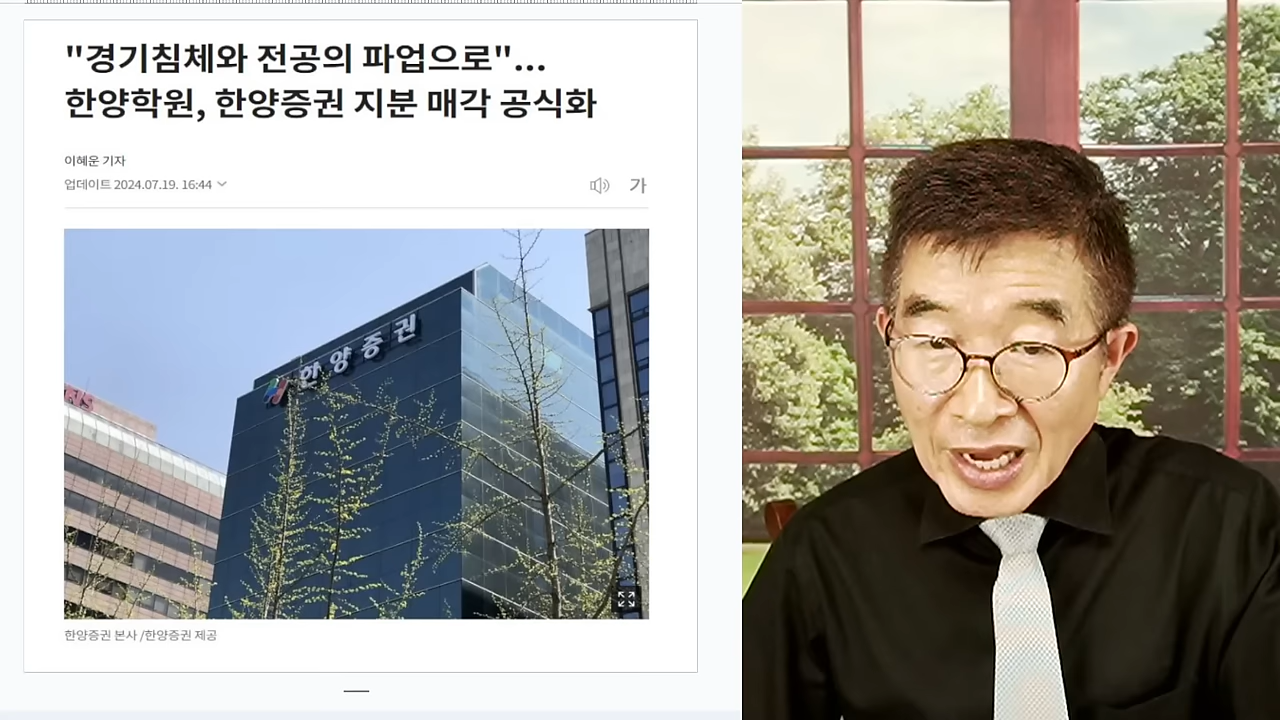 "경기침체와 전공의 파업으로"...
한양학원, 한양증권 지분 매각 공식화
이혜운 기자
업데이트 2024.07.19. 16:44
가
한양증권
한양증권 본사 /한양증권 제공